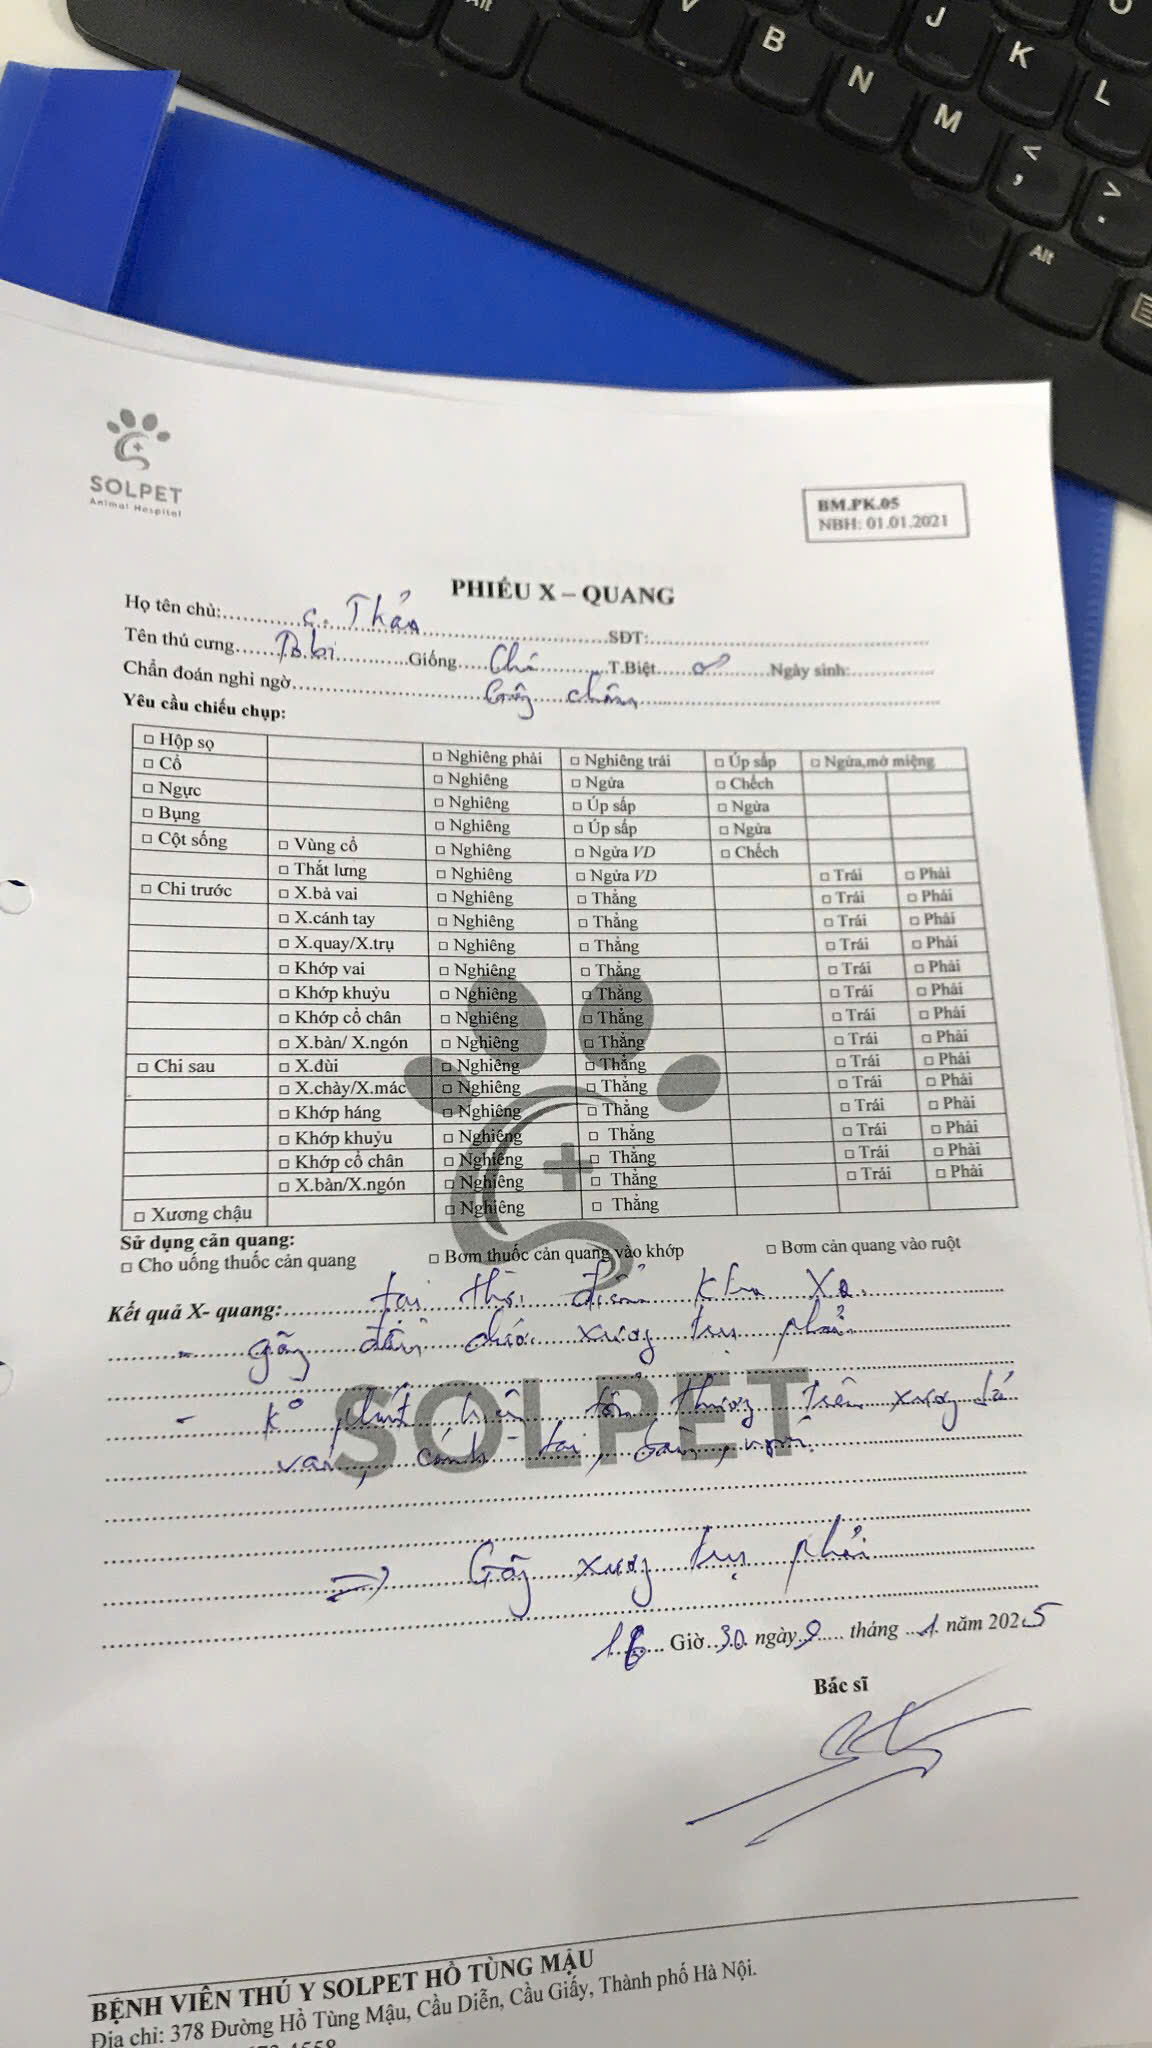 Alt
V
B
N
M
J
K
L
O
<
,
>
.
Alt
SOLPET
Animal Hospital
BM.PK.05
NBH: 01.01.2021
PHIẾU X – QUANG
Họ tên chủ: C. Thảo SĐT:
Tên thú cưng Bobi Giống Chó T.Biệt ♂ Ngày sinh:
Chẩn đoán nghi ngờ Gãy chân
Yêu cầu chiếu chụp:
□ Hộp sọ □ Nghiêng phải □ Nghiêng trái □ Úp sấp □ Ngửa,mở miệng
□ Cổ □ Nghiêng □ Ngửa □ Chếch
□ Ngực □ Nghiêng □ Úp sấp □ Ngửa
□ Bụng □ Nghiêng □ Úp sấp □ Ngửa
□ Cột sống □ Vùng cổ □ Nghiêng □ Ngửa VD □ Chếch
□ Thắt lưng □ Nghiêng □ Ngửa VD □ Trái □ Phải
□ Chi trước □ X.bả vai □ Nghiêng □ Thẳng □ Trái □ Phải
□ X.cánh tay □ Nghiêng □ Thẳng □ Trái □ Phải
□ X.quay/X.trụ □ Nghiêng □ Thẳng □ Trái □ Phải
□ Khớp vai □ Nghiêng □ Thẳng □ Trái □ Phải
□ Khớp khuỷu □ Nghiêng □ Thẳng □ Trái □ Phải
□ Khớp cổ chân □ Nghiêng □ Thẳng □ Trái □ Phải
□ X.bàn/ X.ngón □ Nghiêng □ Thẳng □ Trái □ Phải
□ Chi sau □ X.đùi □ Nghiêng □ Thẳng □ Trái □ Phải
□ X.chày/X.mác □ Nghiêng □ Thẳng □ Trái □ Phải
□ Khớp háng □ Nghiêng □ Thẳng □ Trái □ Phải
□ Khớp khuỷu □ Nghiêng □ Thẳng □ Trái □ Phải
□ Khớp cổ chân □ Nghiêng □ Thẳng □ Trái □ Phải
□ X.bàn/X.ngón □ Nghiêng □ Thẳng
□ Xương chậu □ Nghiêng □ Thẳng
Sử dụng cản quang:
□ Cho uống thuốc cản quang □ Bơm thuốc cản quang vào khớp □ Bơm cản quang vào ruột
Kết quả X- quang: tại thời điểm XQ
- gãy đầu dưới xương trụ phải
- ko phát hiện tổn thương trên xương bả
vai, cánh tay, bàn, ngón.
SOLPET
=> Gãy xương trụ phải
16 Giờ 30 ngày 9 tháng 1 năm 2025
Bác sĩ
BỆNH VIỆN THÚ Y SOLPET HỒ TÙNG MẬU
Địa chỉ: 378 Đường Hồ Tùng Mậu, Cầu Diễn, Cầu Giấy, Thành phố Hà Nội.